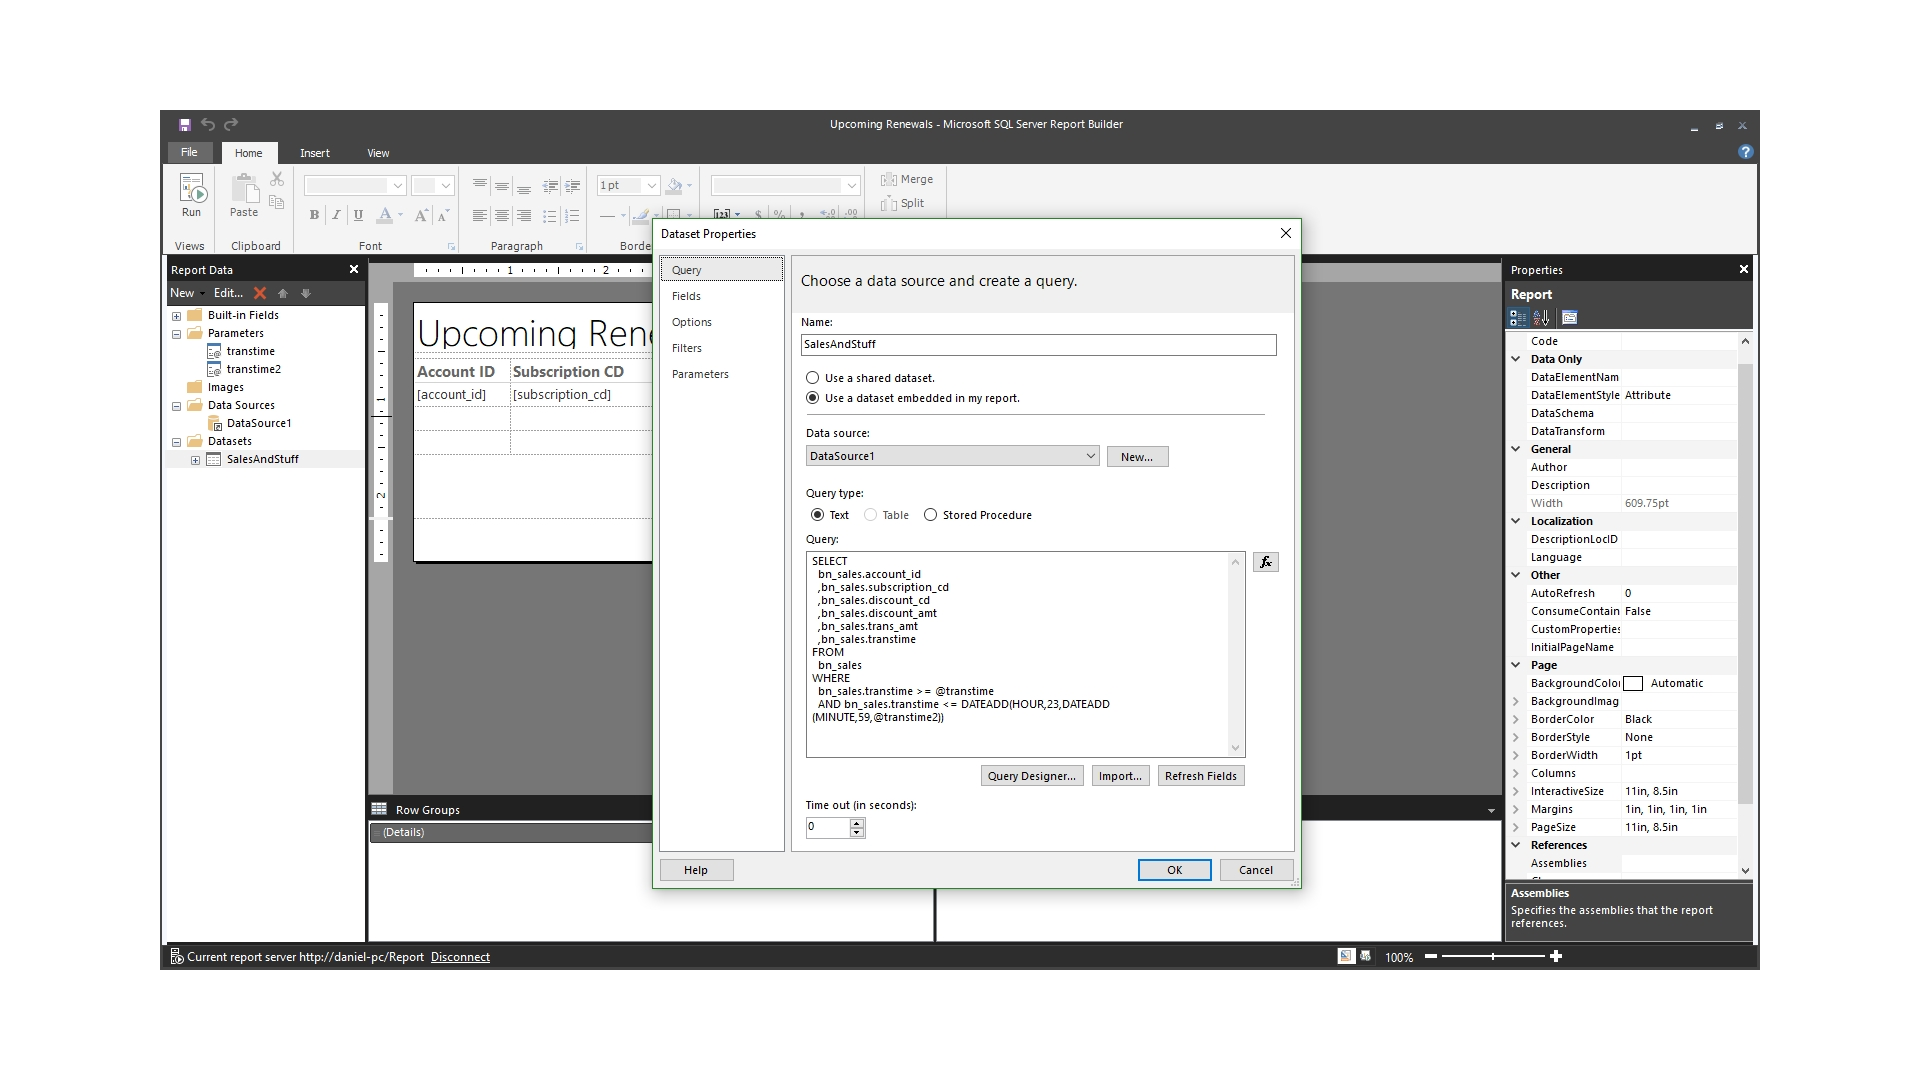 Upcoming Renewals - Microsoft SQL Server Report Builder
File
Home
Insert
View
Run
Paste
1 pt
Merge
Split
B I U A A A
123 $ % ,
Views
Clipboard
Font
Paragraph
Borde
Report Data
New
Edit...
Built-in Fields
Parameters
transtime
transtime2
Images
Data Sources
DataSource1
Datasets
SalesAndStuff
1
2
1
2
Upcoming Rene
Account ID
Subscription CD
[account_id]
[subscription_cd]
Row Groups
(Details)
Dataset Properties
Query
Fields
Options
Filters
Parameters
Choose a data source and create a query.
Name:
SalesAndStuff
Use a shared dataset.
Use a dataset embedded in my report.
Data source:
DataSource1
New...
Query type:
Text
Table
Stored Procedure
Query:
fx
SELECT
bn_sales.account_id
,bn_sales.subscription_cd
,bn_sales.discount_cd
,bn_sales.discount_amt
,bn_sales.trans_amt
,bn_sales.transtime
FROM
bn_sales
WHERE
bn_sales.transtime >= @transtime
AND bn_sales.transtime <= DATEADD(HOUR,23,DATEADD
(MINUTE,59,@transtime2))
Query Designer...
Import...
Refresh Fields
Time out (in seconds):
0
Help
OK
Cancel
Properties
Report
Code
Data Only
DataElementNam
DataElementStyle Attribute
DataSchema
DataTransform
General
Author
Description
Width 609.75pt
Localization
DescriptionLocID
Language
Other
AutoRefresh 0
ConsumeContain False
CustomProperties
InitialPageName
Page
BackgroundColor Automatic
BackgroundImag
BorderColor Black
BorderStyle None
BorderWidth 1pt
Columns
InteractiveSize 11in, 8.5in
Margins 1in, 1in, 1in, 1in
PageSize 11in, 8.5in
References
Assemblies
Assemblies
Specifies the assemblies that the report
references.
Current report server http://daniel-pc/Report Disconnect
100%